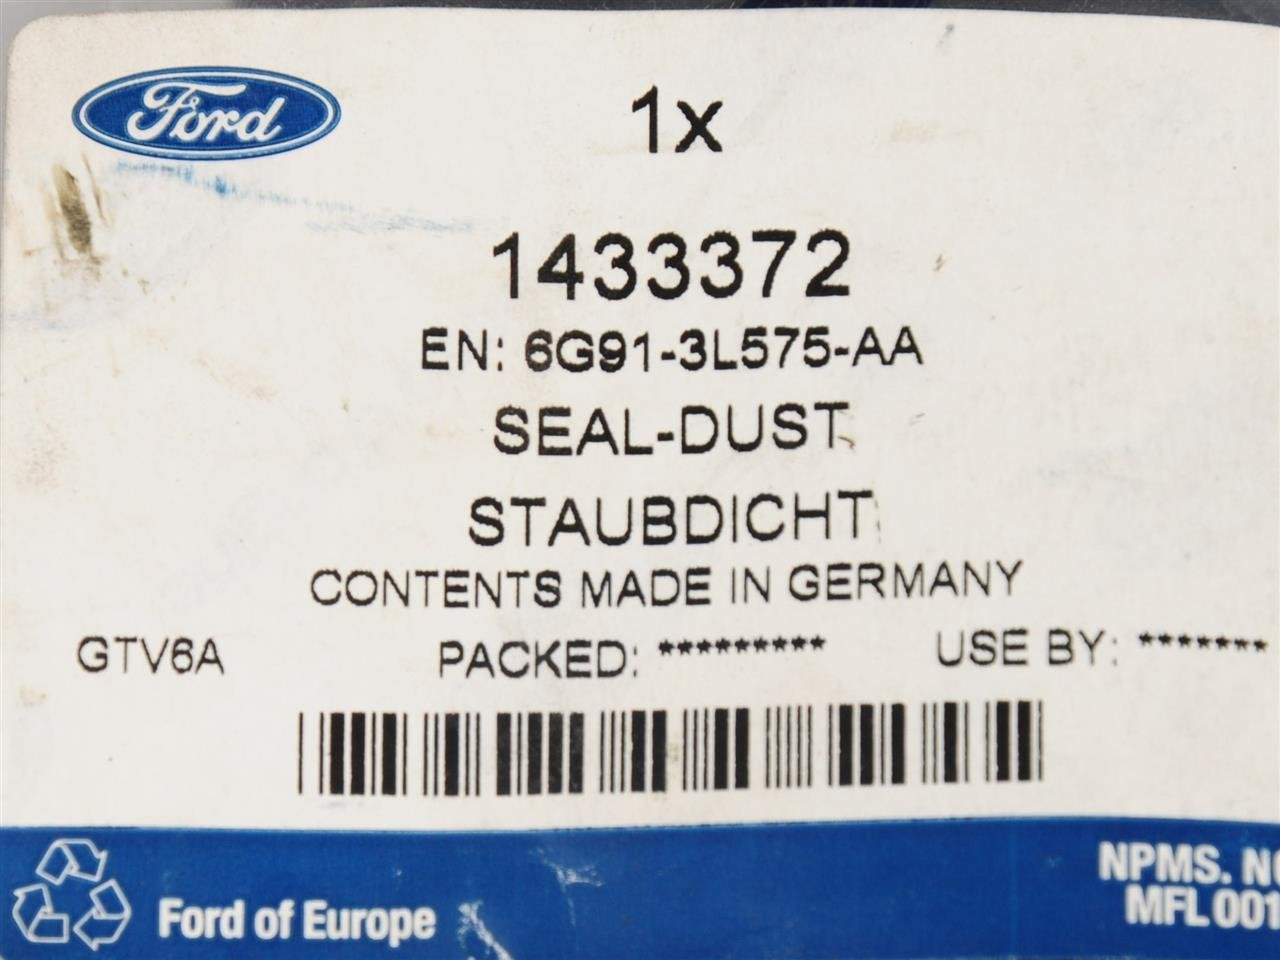 Ford
1x
1433372
EN: 6G91-3L575-AA
SEAL-DUST
STAUBDICHT
CONTENTS MADE IN GERMANY
GTV6A PACKED: ********* USE BY: *******
Ford of Europe
NPMS.
MFL 001